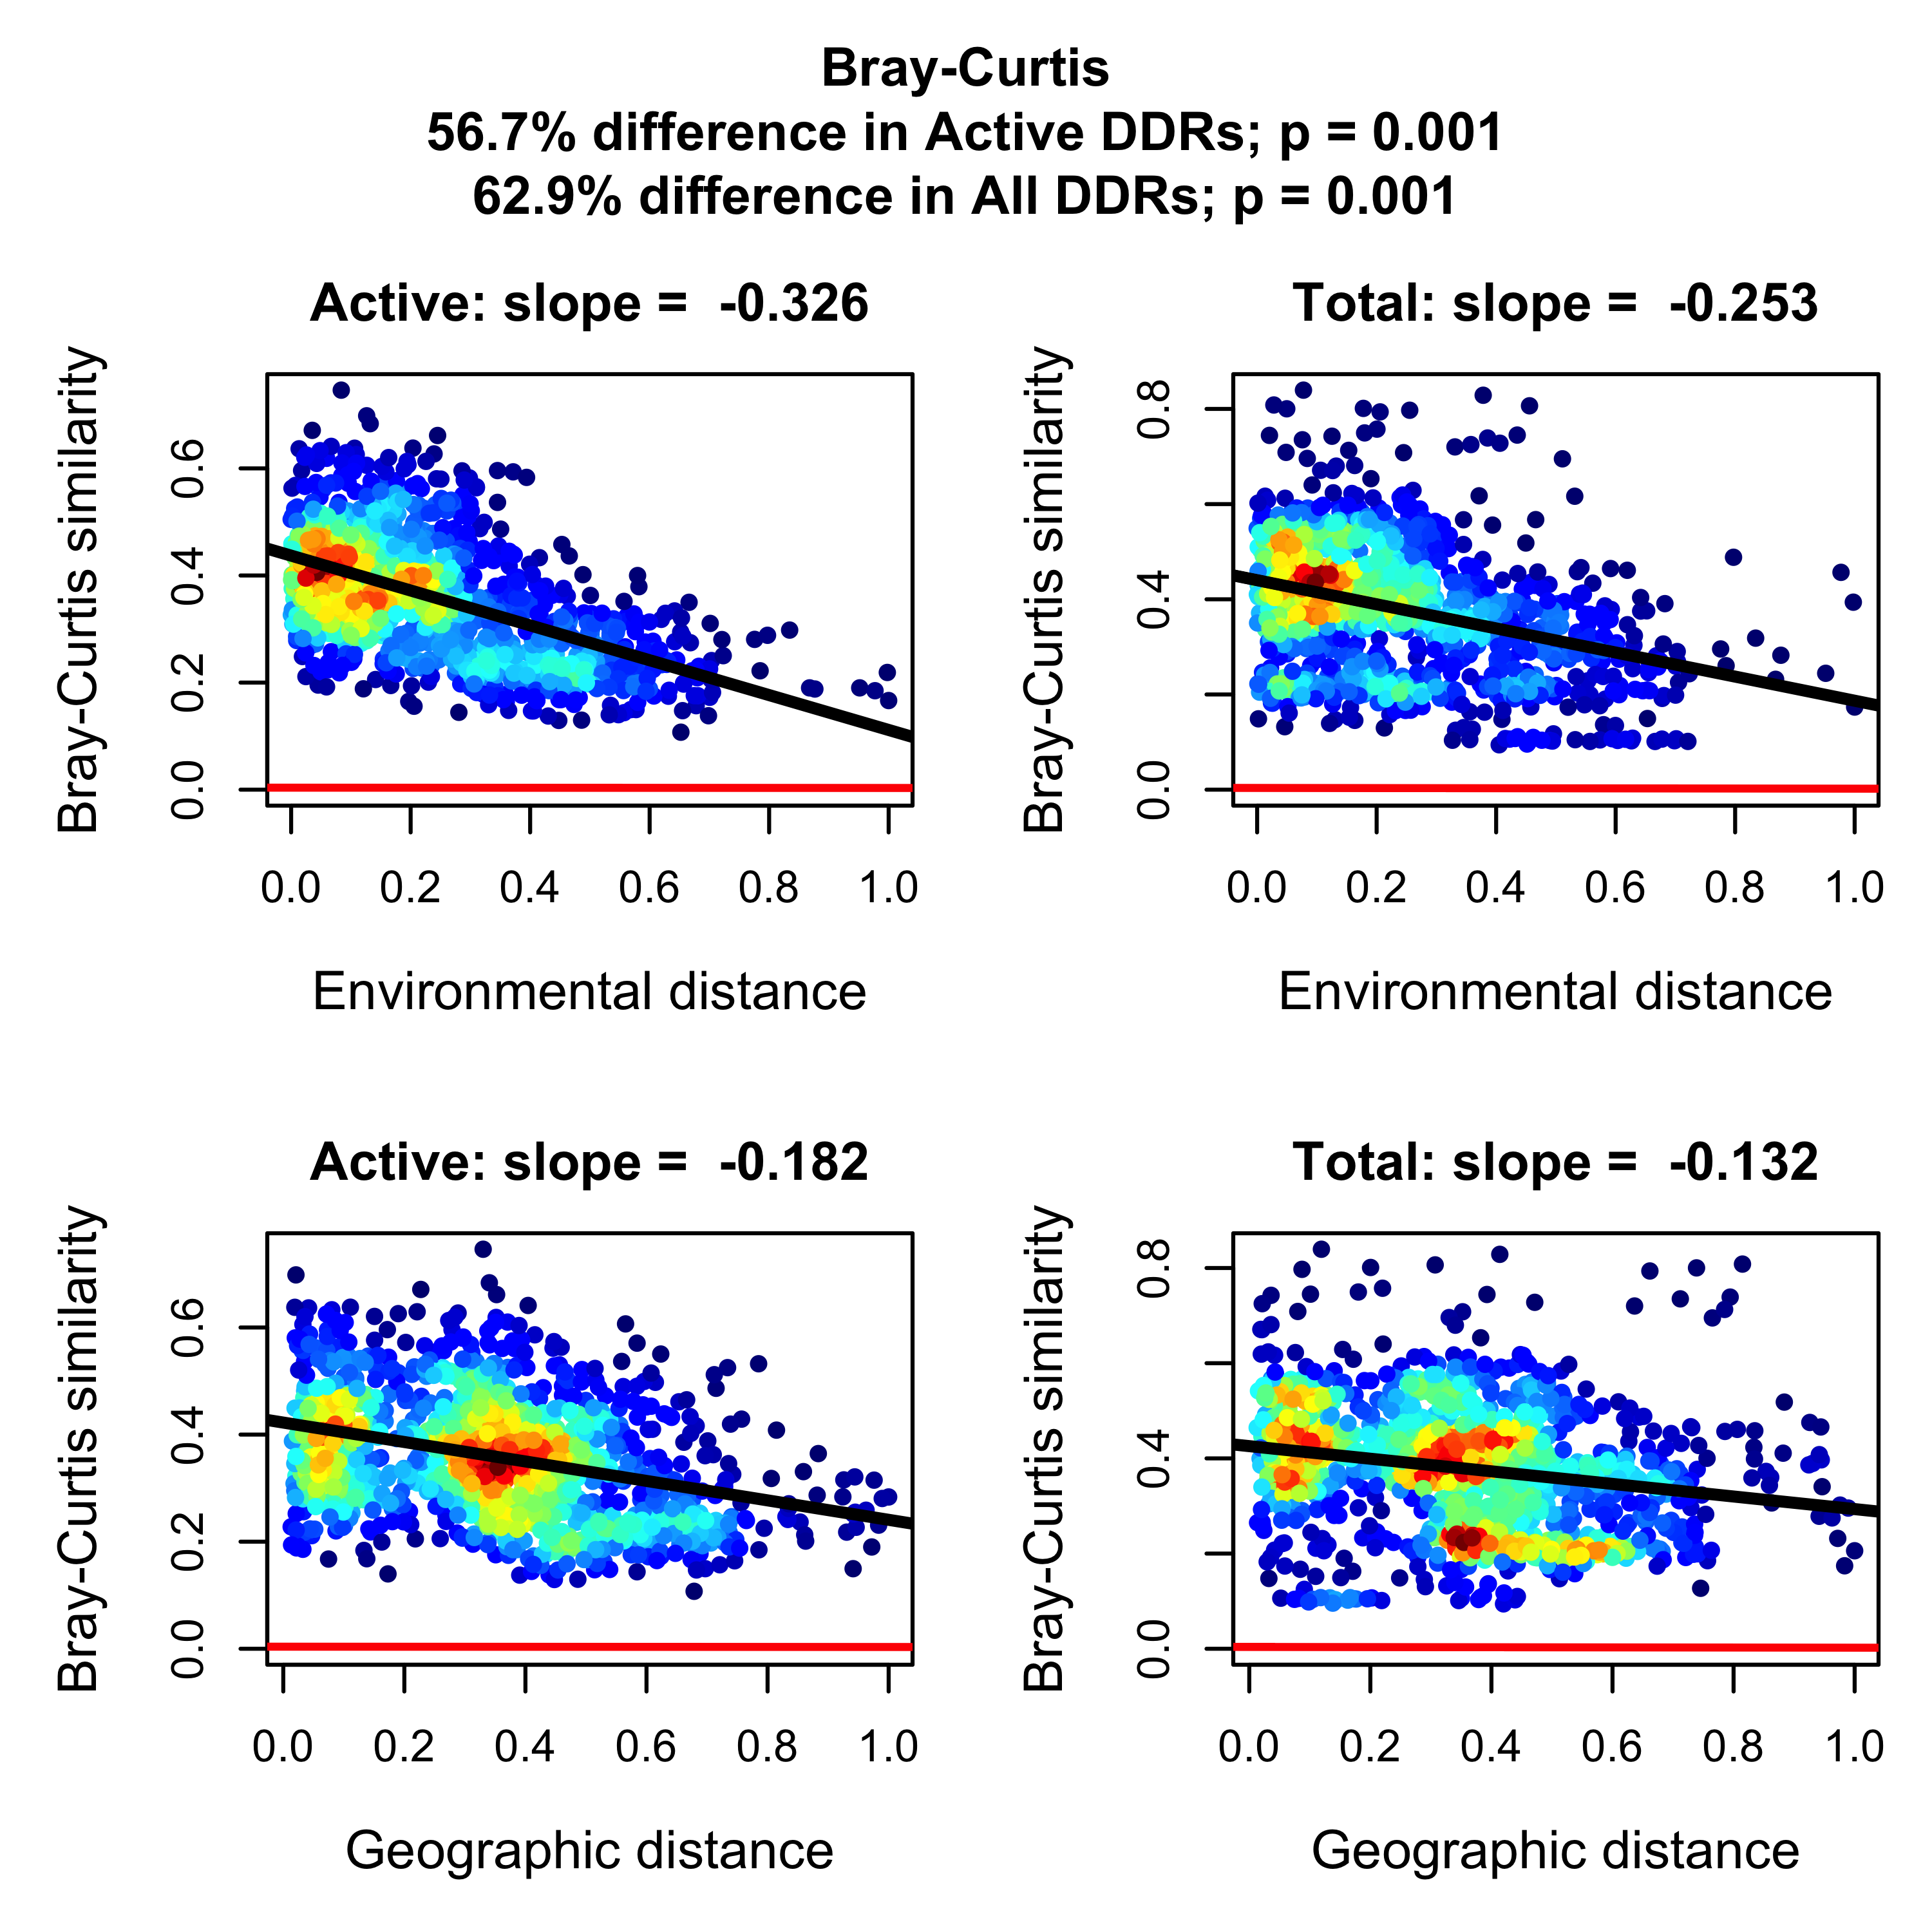 Bray-Curtis
56.7% difference in Active DDRs; p = 0.001
62.9% difference in All DDRs; p = 0.001
Active: slope =  -0.326
Bray-Curtis similarity
0.6
0.4
0.2
0.0
0.0 0.2 0.4 0.6 0.8 1.0
Environmental distance
Total: slope =  -0.253
Bray-Curtis similarity
0.8
0.4
0.0
0.0 0.2 0.4 0.6 0.8 1.0
Environmental distance
Active: slope =  -0.182
Bray-Curtis similarity
0.6
0.4
0.2
0.0
0.0 0.2 0.4 0.6 0.8 1.0
Geographic distance
Total: slope =  -0.132
Bray-Curtis similarity
0.8
0.4
0.0
0.0 0.2 0.4 0.6 0.8 1.0
Geographic distance